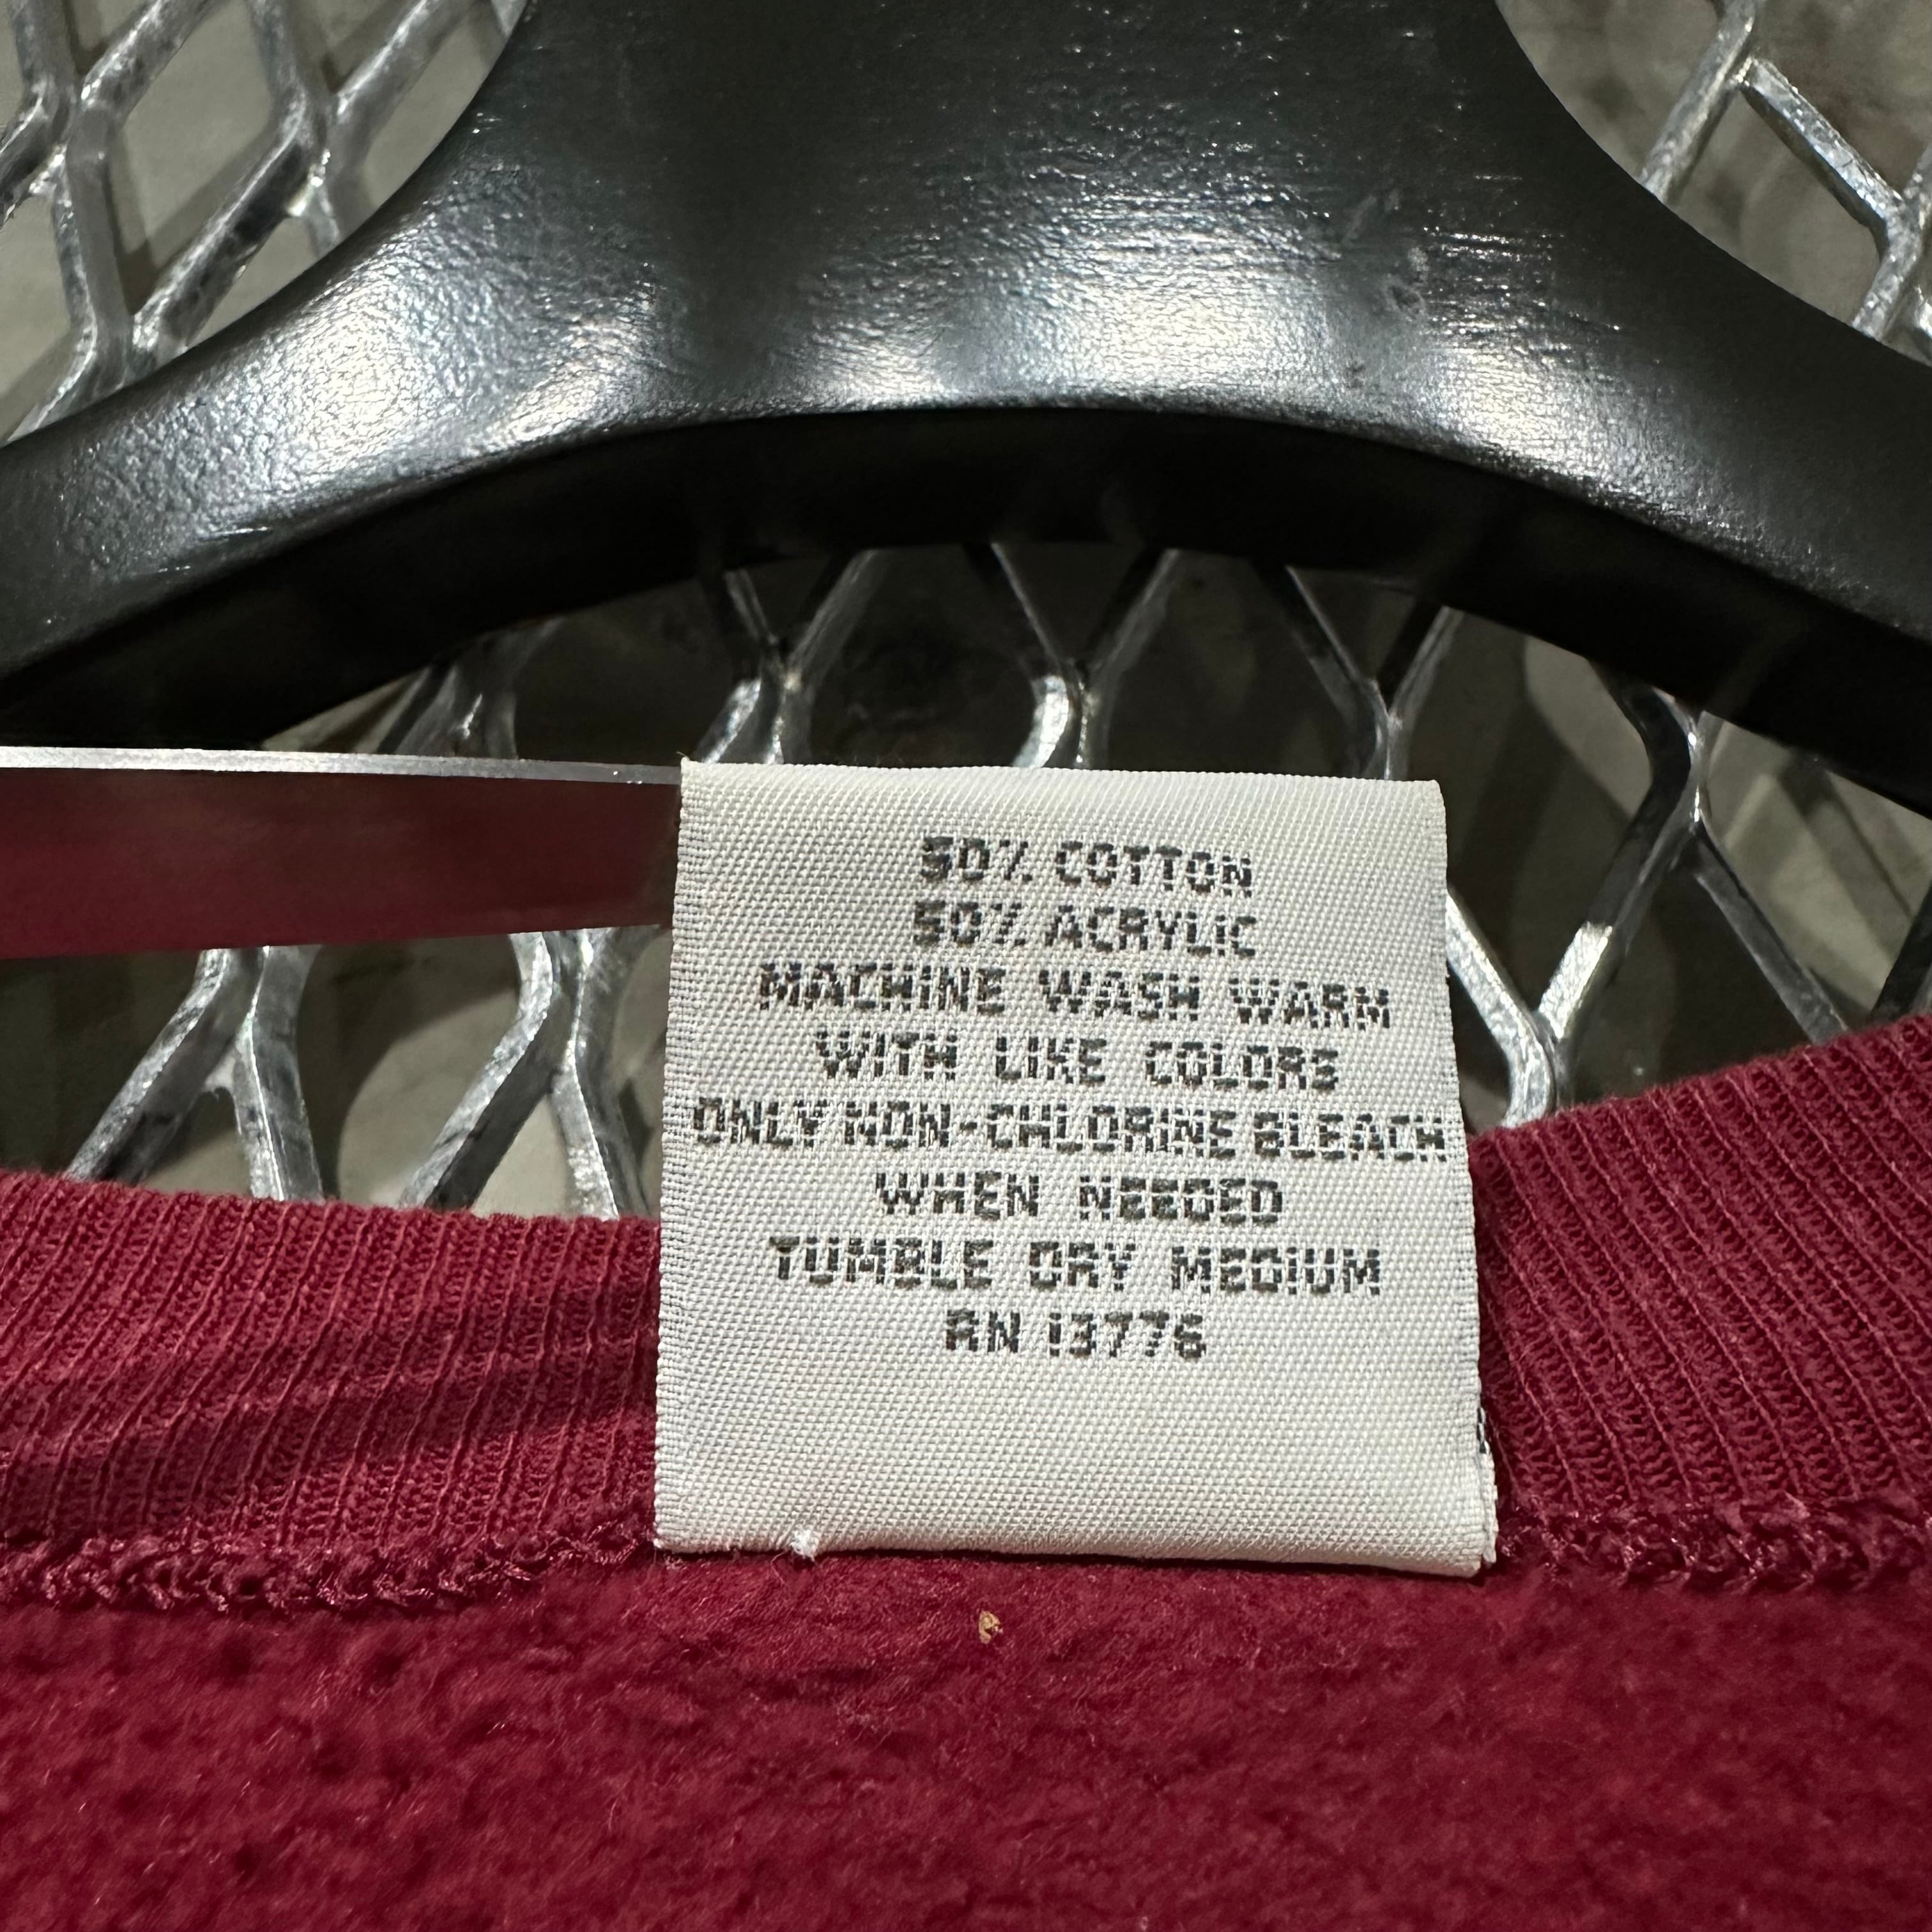 50% COTTON
50% ACRYLIC
MACHINE WASH WARM
WITH LIKE COLORS
ONLY NON-CHLORINE BLEACH
WHEN NEEDED
TUMBLE DRY MEDIUM
RN 13776